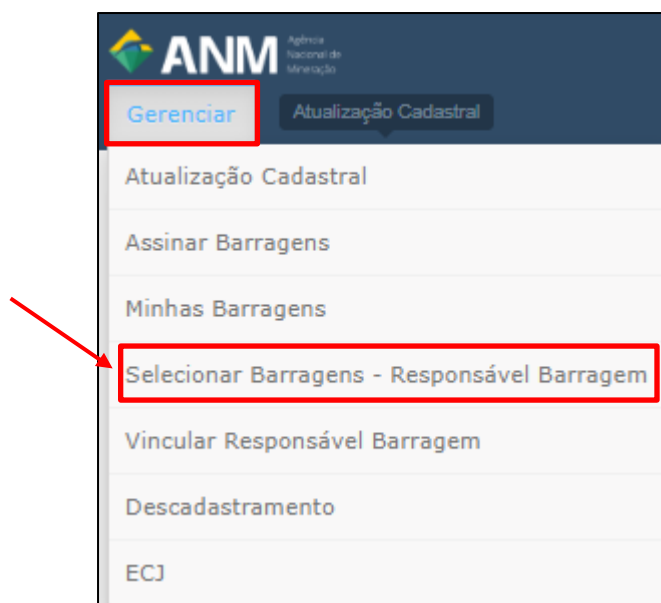 ANM
Agência
Nacional de
Mineração
Gerenciar
Atualização Cadastral
Atualização Cadastral
Assinar Barragens
Minhas Barragens
Selecionar Barragens - Responsável Barragem
Vincular Responsável Barragem
Descadastramento
ECJ